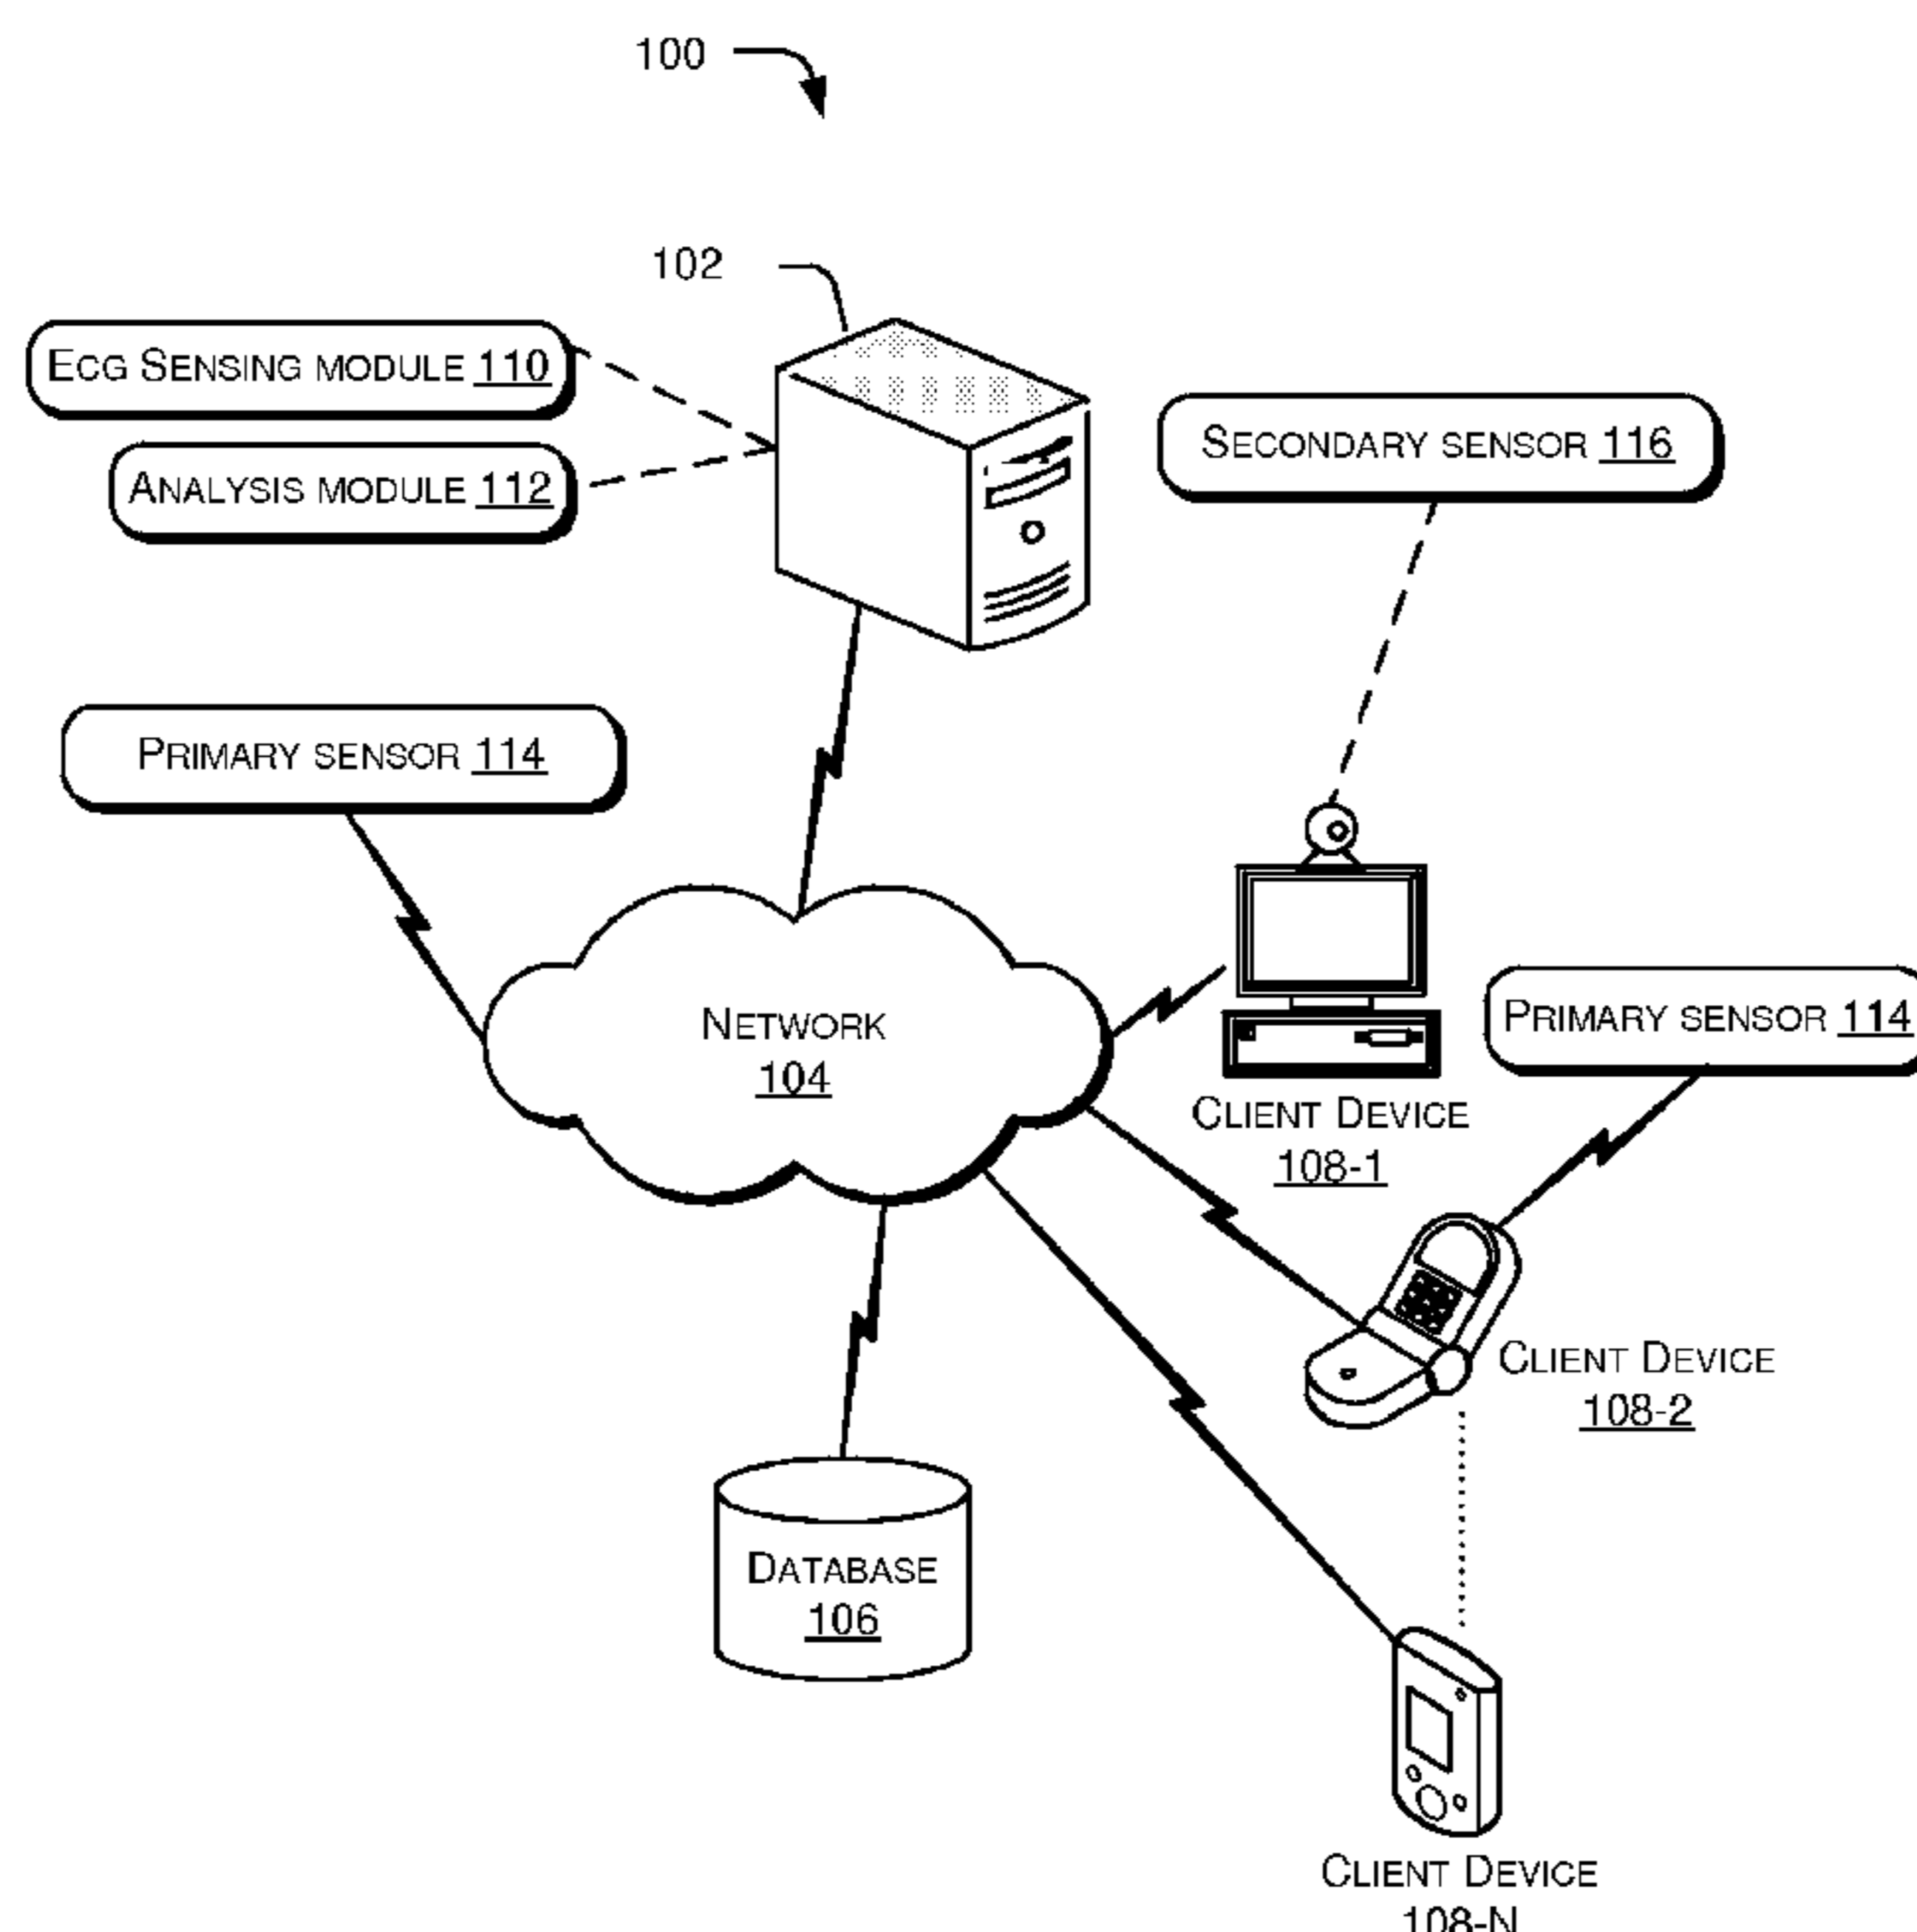 100
102
ECG SENSING MODULE 110
ANALYSIS MODULE 112
SECONDARY SENSOR 116
PRIMARY SENSOR 114
NETWORK
104
PRIMARY SENSOR 114
CLIENT DEVICE
108-1
CLIENT DEVICE
108-2
DATABASE
106
CLIENT DEVICE
108-N